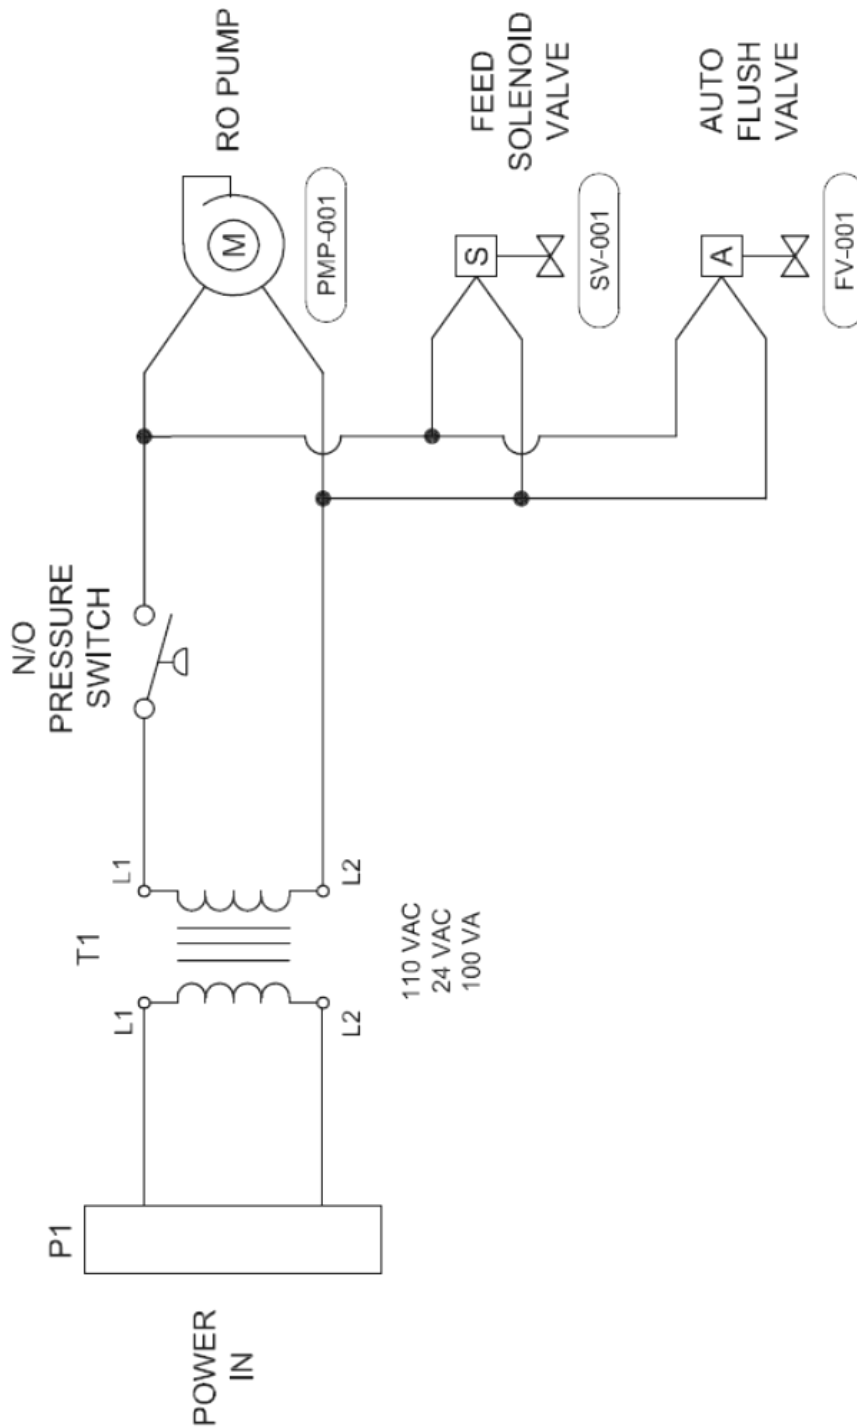 POWER
IN
P1
L1
L2
T1
L1
L2
110 VAC
24 VAC
100 VA
N/O
PRESSURE
SWITCH
M
RO PUMP
PMP-001
S
FEED
SOLENOID
VALVE
SV-001
A
AUTO
FLUSH
VALVE
FV-001